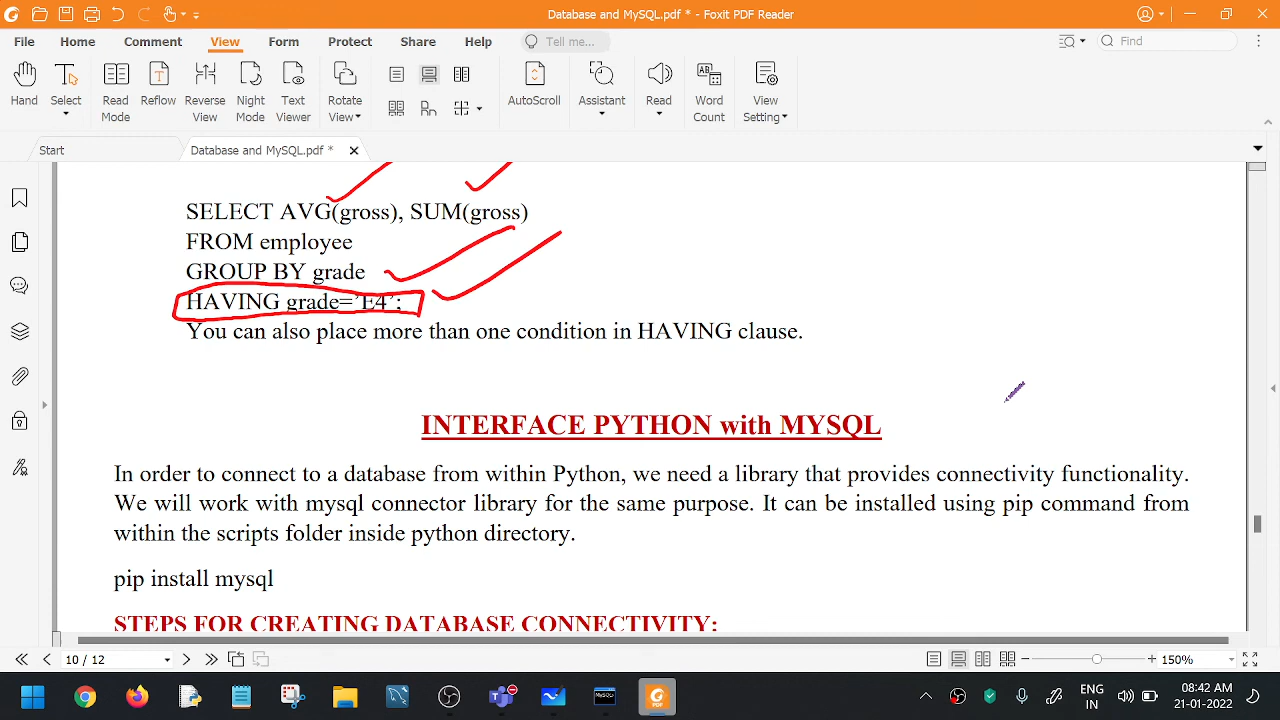 Database and MySQL.pdf * - Foxit PDF Reader
File Home Comment View Form Protect Share Help Tell me... Find
Hand Select Read Mode Reflow Reverse View Night Mode Text Viewer Rotate View AutoScroll Assistant Read Word Count View Setting
Start Database and MySQL.pdf *
SELECT AVG(gross), SUM(gross)
FROM employee
GROUP BY grade
HAVING grade=’E4’;
You can also place more than one condition in HAVING clause.
INTERFACE PYTHON with MYSQL
In order to connect to a database from within Python, we need a library that provides connectivity functionality.
We will work with mysql connector library for the same purpose. It can be installed using pip command from
within the scripts folder inside python directory.
pip install mysql
STEPS FOR CREATING DATABASE CONNECTIVITY:
10 / 12 150%
ENG 08:42 AM
IN 21-01-2022